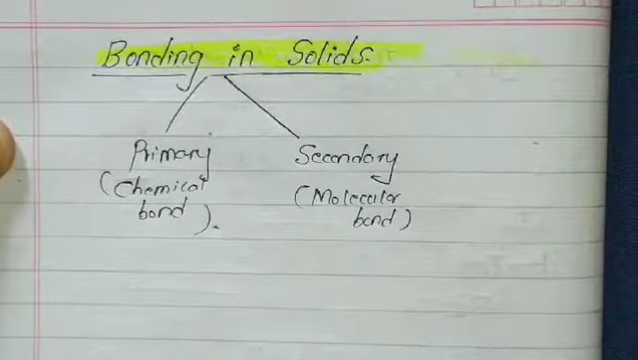 Bonding in Solids.
Primary
(Chemical
bond).
Secondary
(Molecular
bond)